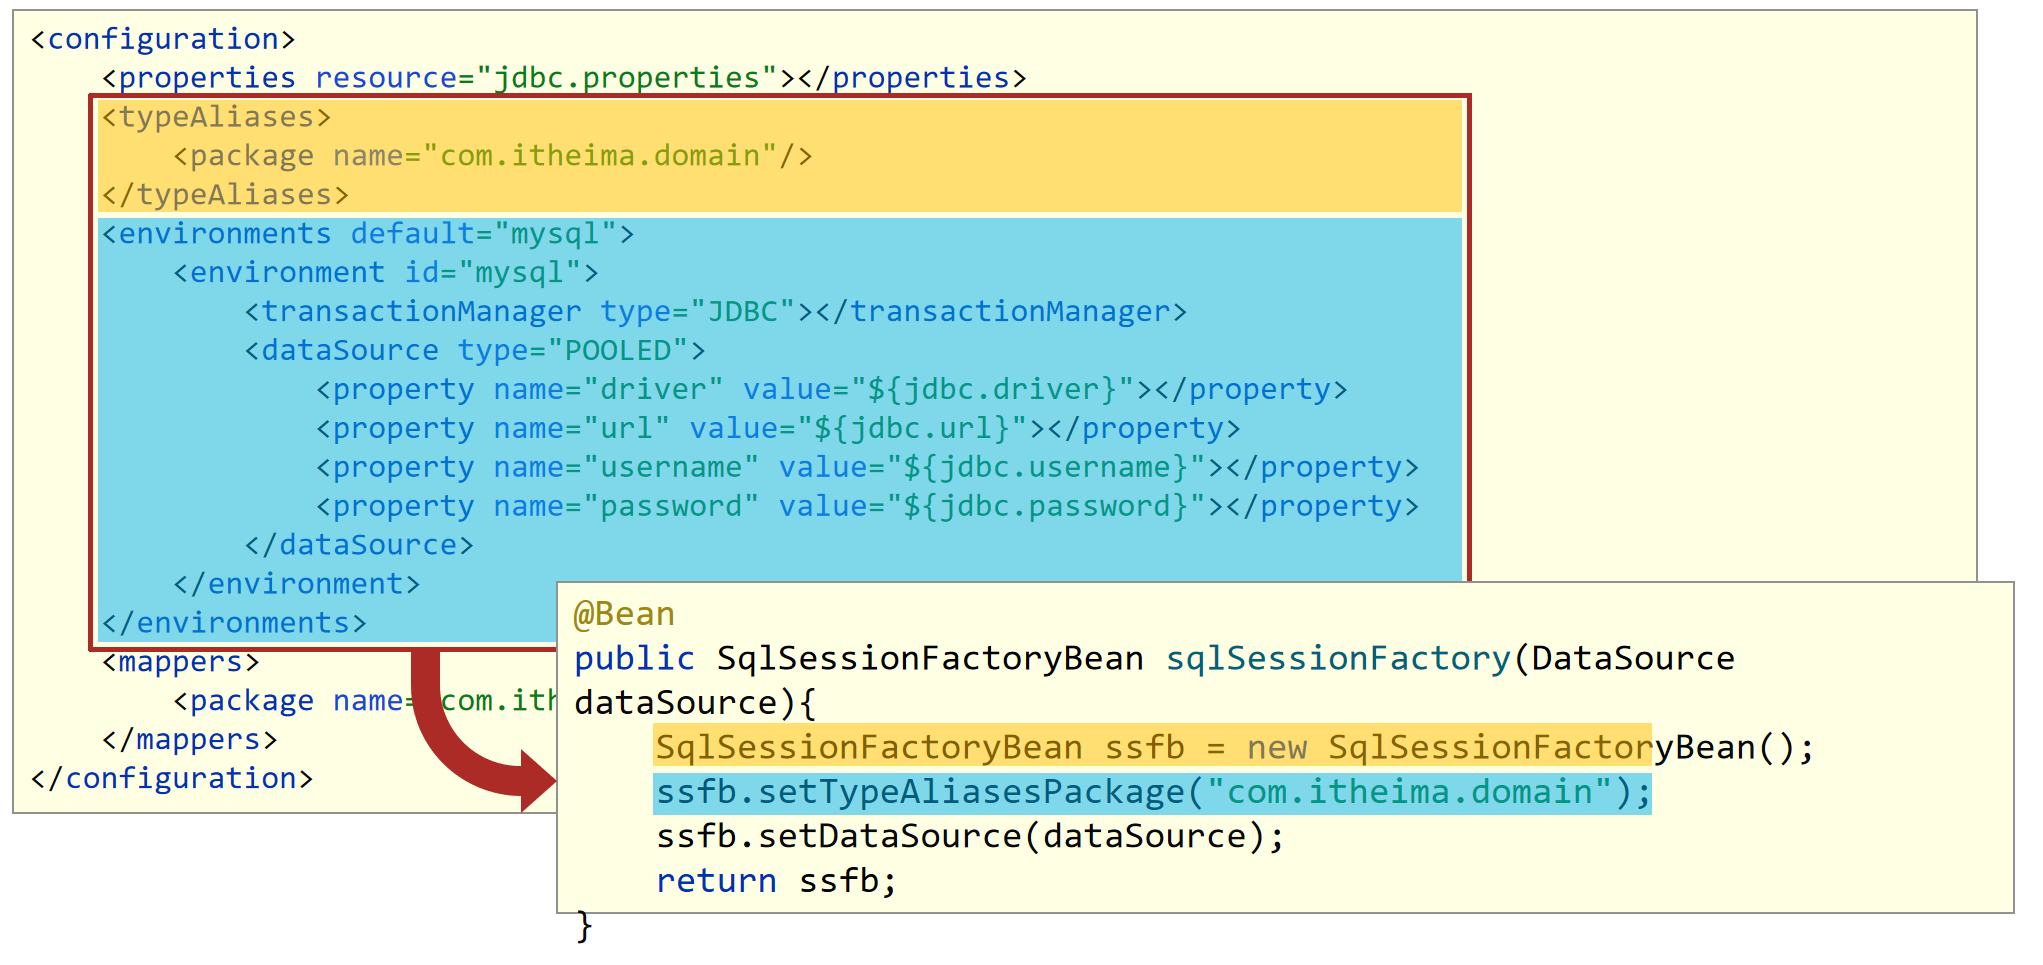 <configuration>
    <properties resource="jdbc.properties"></properties>
    <typeAliases>
        <package name="com.itheima.domain"/>
    </typeAliases>
    <environments default="mysql">
        <environment id="mysql">
            <transactionManager type="JDBC"></transactionManager>
            <dataSource type="POOLED">
                <property name="driver" value="${jdbc.driver}"></property>
                <property name="url" value="${jdbc.url}"></property>
                <property name="username" value="${jdbc.username}"></property>
                <property name="password" value="${jdbc.password}"></property>
            </dataSource>
        </environment>
    </environments>
    <mappers>
        <package name=
    </mappers>
</configuration>
@Bean
public SqlSessionFactoryBean sqlSessionFactory(DataSource
dataSource){
    SqlSessionFactoryBean ssfb = new SqlSessionFactoryBean();
    ssfb.setTypeAliasesPackage("com.itheima.domain");
    ssfb.setDataSource(dataSource);
    return ssfb;
}